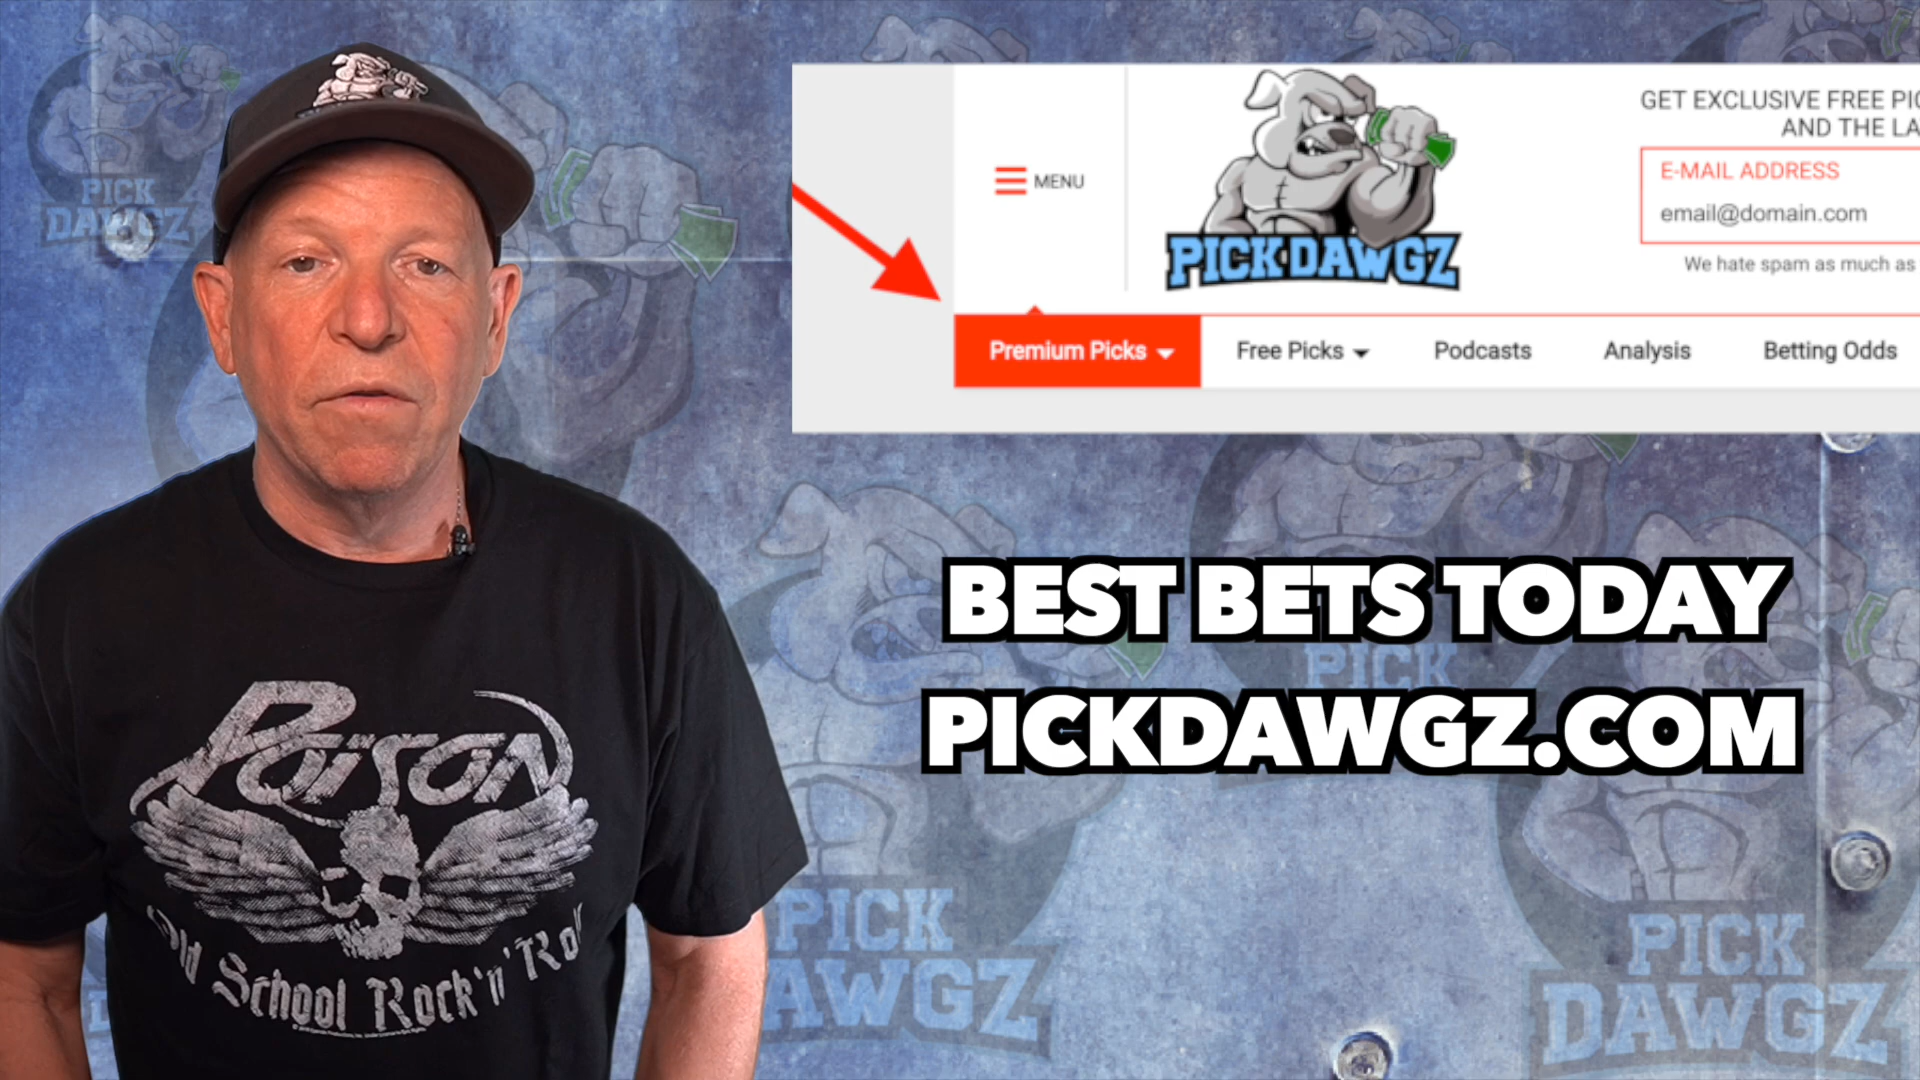 PICK
DAWGZ
MENU
PICKDAWGZ
GET EXCLUSIVE FREE
AND THE
E-MAIL ADDRESS
email@domain.com
We hate spam as much as
Premium Picks
Free Picks
Podcasts
Analysis
Betting Odds
BEST BETS TODAY
PICK
PICKDAWGZ.COM
Poison
Old School Rock'n'Roll
PICK
AWGZ
PICK
DAWGZ